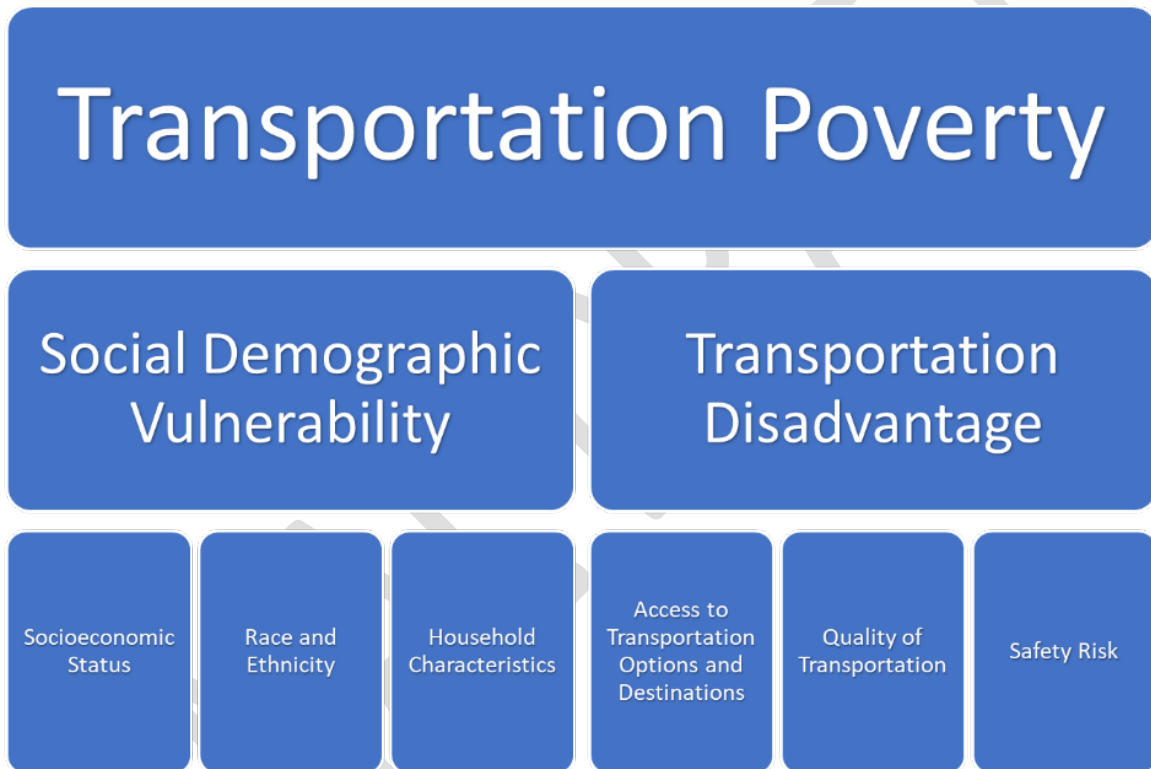 Transportation Poverty
Social Demographic
Vulnerability
Transportation
Disadvantage
Socioeconomic
Status
Race and
Ethnicity
Household
Characteristics
Access to
Transportation
Options and
Destinations
Quality of
Transportation
Safety Risk